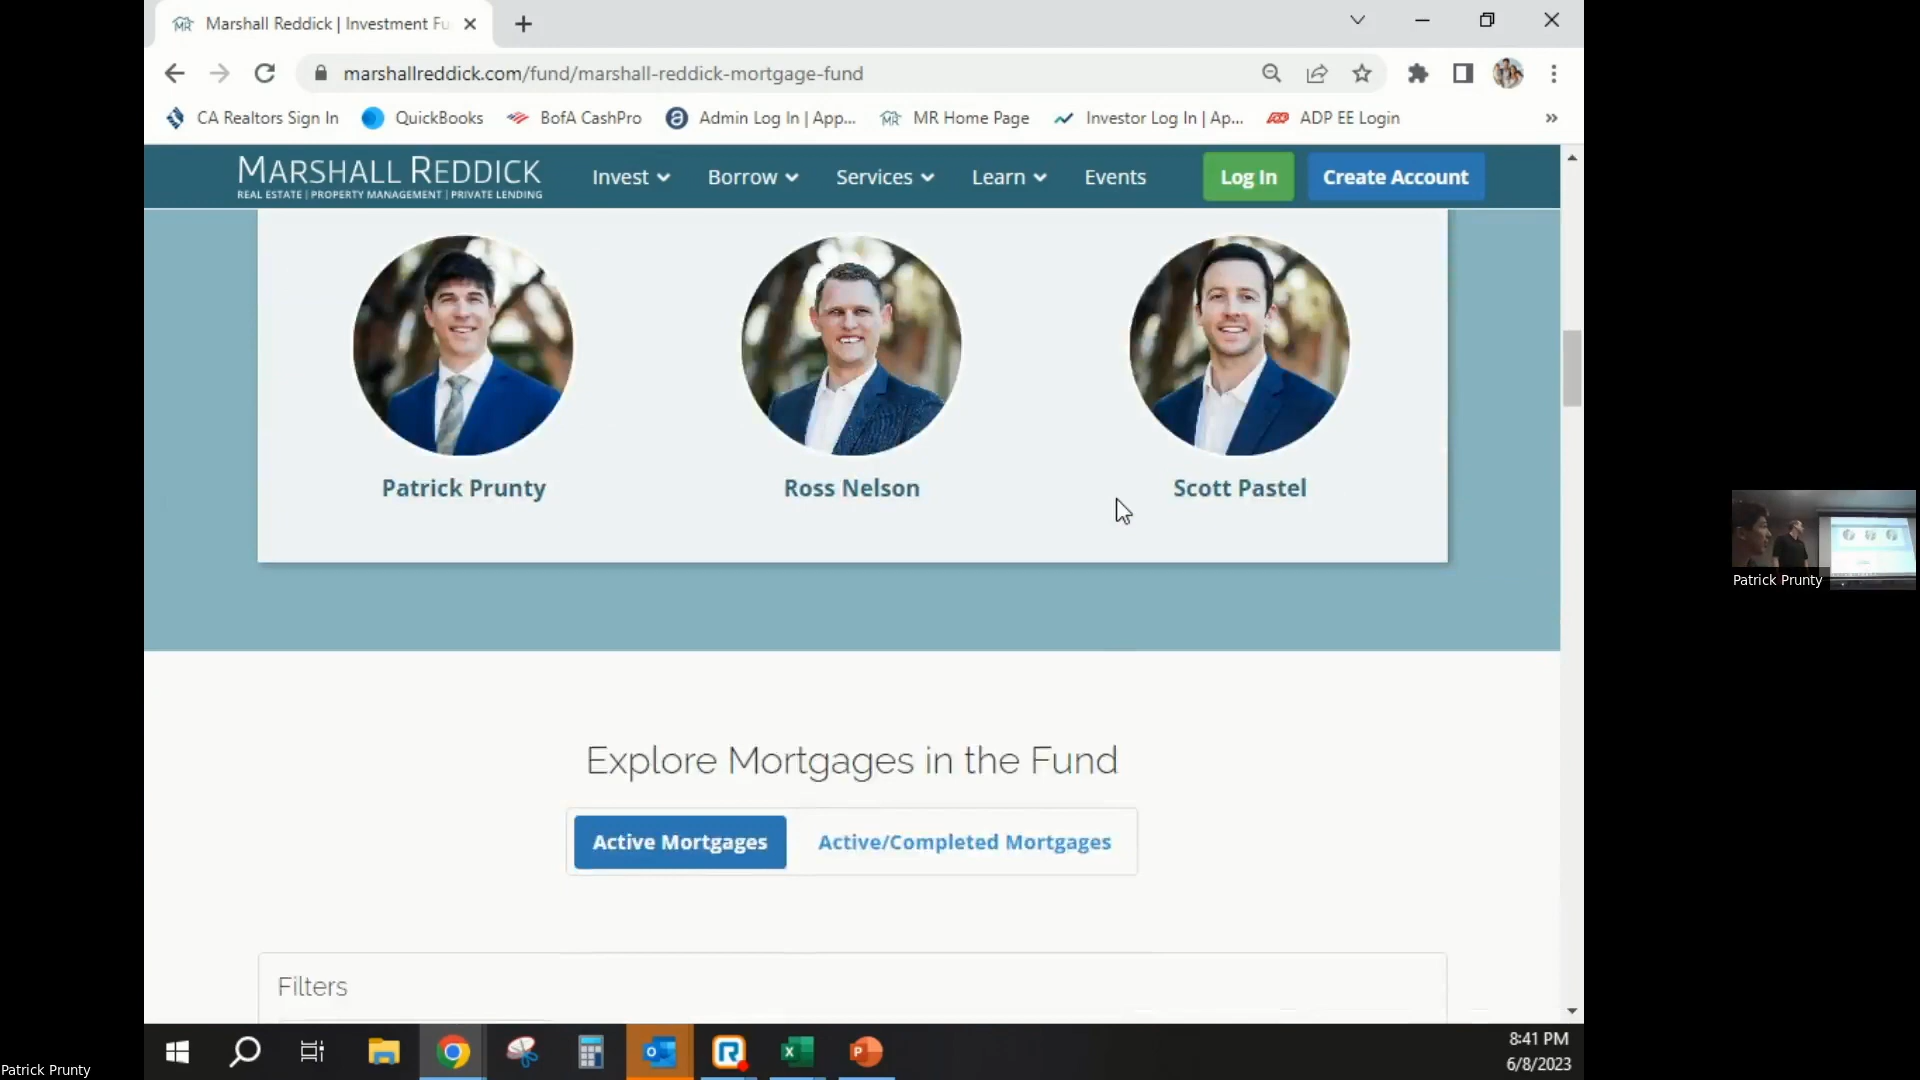 Marshall Reddick | Investment Fu
marshallreddick.com/fund/marshall-reddick-mortgage-fund
CA Realtors Sign In
QuickBooks
BofA CashPro
Admin Log In | App...
MR Home Page
Investor Log In | Ap...
ADP EE Login
»
MARSHALL REDDICK
REAL ESTATE | PROPERTY MANAGEMENT | PRIVATE LENDING
Invest
Borrow
Services
Learn
Events
Log In
Create Account
Patrick Prunty
Ross Nelson
Scott Pastel
Patrick Prunty
Explore Mortgages in the Fund
Active Mortgages
Active/Completed Mortgages
Filters
8:41 PM
6/8/2023
Patrick Prunty